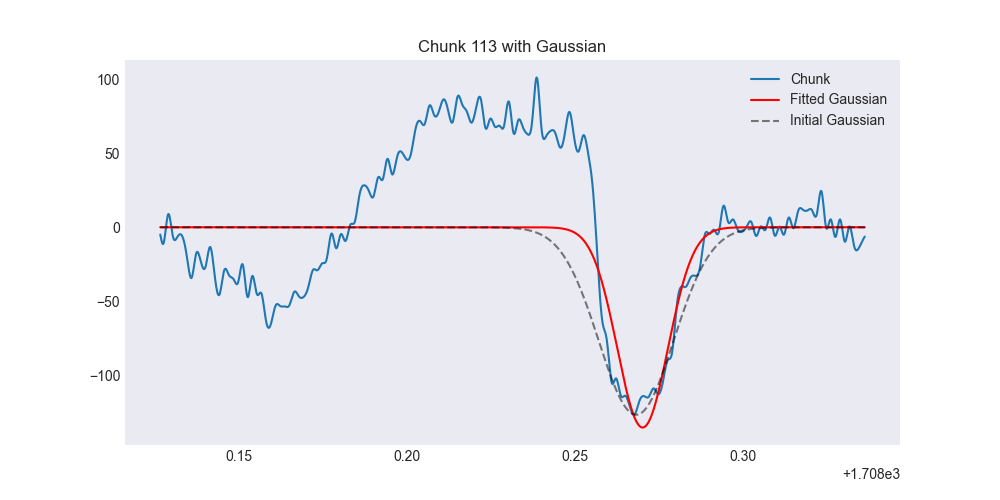 Chunk 113 with Gaussian
Chunk
Fitted Gaussian
Initial Gaussian
100
50
0
−50
−100
0.15
0.20
0.25
0.30
+1.708e3